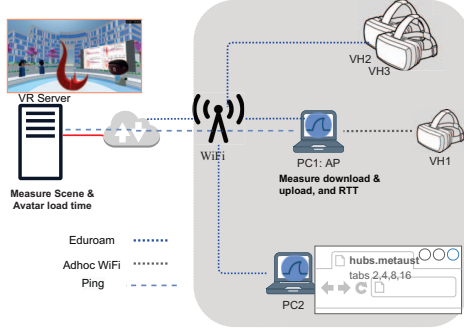 VR Server
Measure Scene &
Avatar load time
WiFi
VH2
VH3
PC1: AP
Measure download &
upload, and RTT
VH1
Eduroam
Adhoc WiFi
Ping
PC2
hubs.metaust
tabs 2,4,8,16